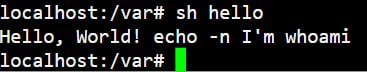 localhost:/var# sh hello
Hello, World! echo -n I'm whoami
localhost:/var#